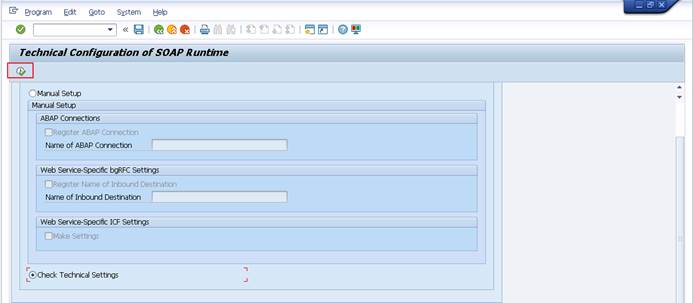 Program Edit Goto System Help
Technical Configuration of SOAP Runtime
Manual Setup
Manual Setup
ABAP Connections
Register ABAP Connection
Name of ABAP Connection
Web Service-Specific bgRFC Settings
Register Name of Inbound Destination
Name of Inbound Destination
Web Service-Specific ICF Settings
Make Settings
Check Technical Settings